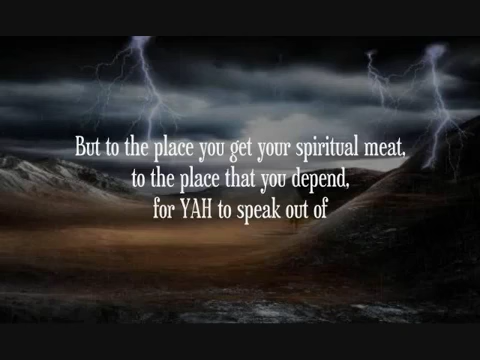 But to the place you get your spiritual meat,
to the place that you depend,
for YAH to speak out of